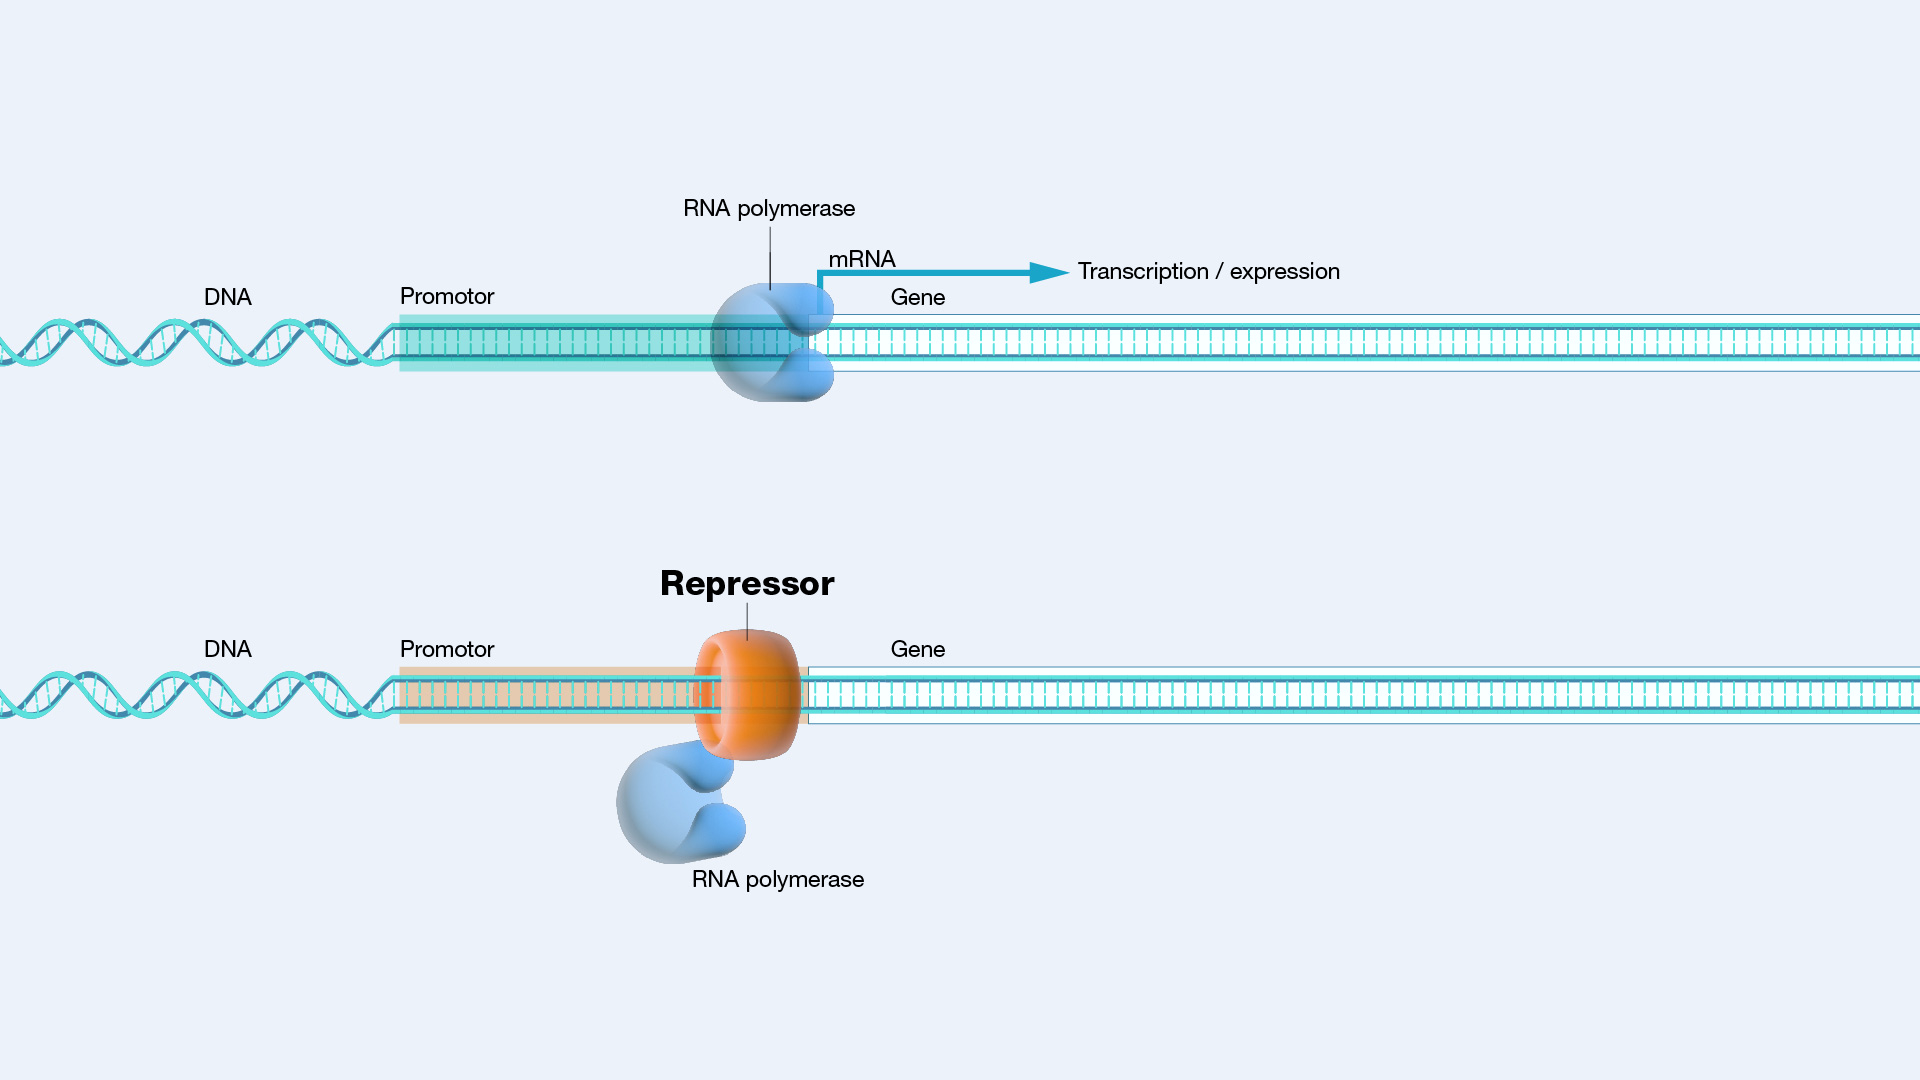 RNA polymerase
mRNA
Transcription / expression
DNA
Promotor
Gene
Repressor
DNA
Promotor
Gene
RNA polymerase